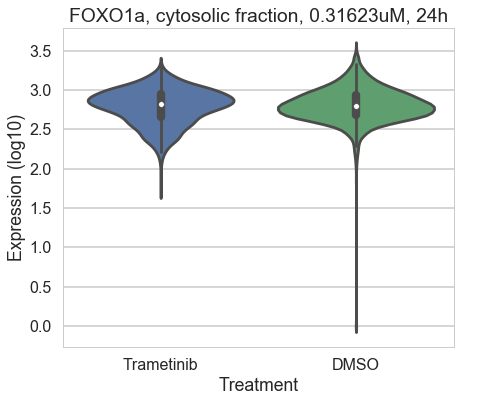 FOXO1a, cytosolic fraction, 0.31623uM, 24h
Expression (log10)
3.5
3.0
2.5
2.0
1.5
1.0
0.5
0.0
Trametinib DMSO
Treatment